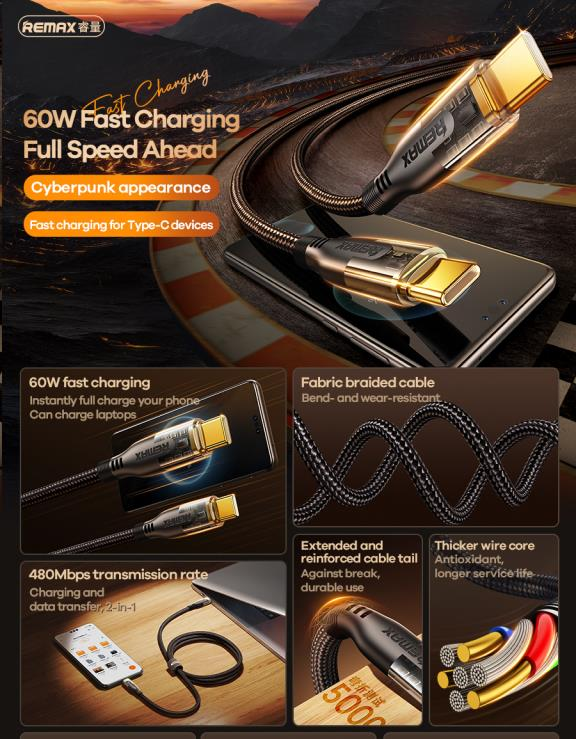 REMAX 睿量
Fast Charging
60W Fast Charging
Full Speed Ahead
Cyberpunk appearance
Fast charging for Type-C devices
REMAX
REMAX
60W fast charging
Instantly full charge your phone
Can charge laptops
REMAX
Fabric braided cable
Bend- and wear-resistant
480Mbps transmission rate
Charging and
data transfer, 2-in-1
Extended and
reinforced cable tail
Against break,
durable use
REMAX
5000
Thicker wire core
Antioxidant,
longer service life